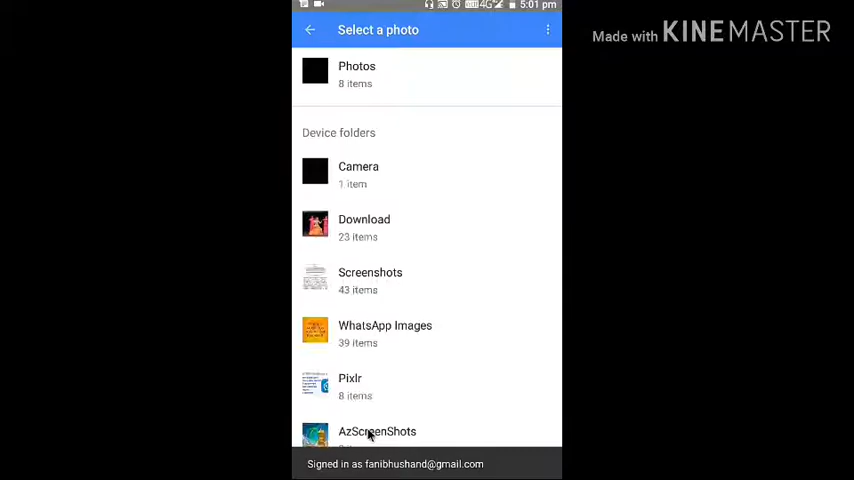 5:01 pm
Select a photo
Made with KINEMASTER
Photos
8 items
Device folders
Camera
1 item
Download
23 items
Screenshots
43 items
WhatsApp Images
39 items
Pixlr
8 items
AzScreenShots
Signed in as fanibhushand@gmail.com